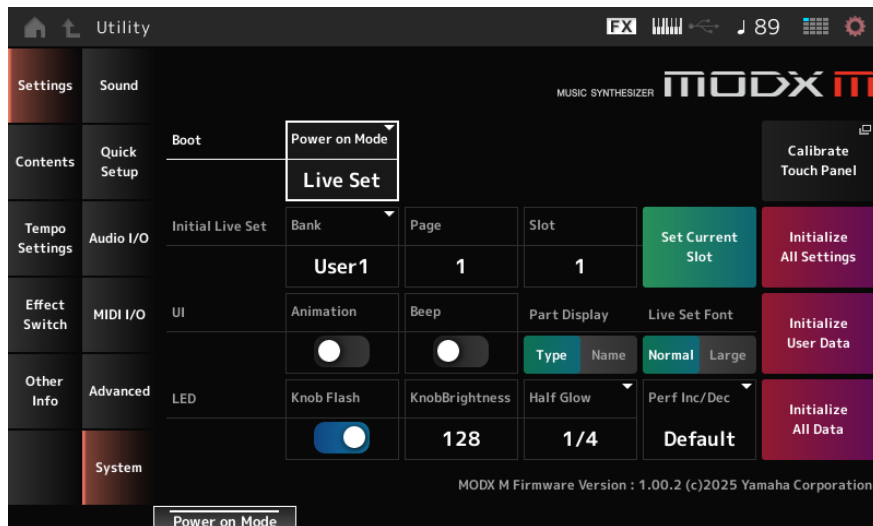 Utility
FX
89
Settings
Sound
MUSIC SYNTHESIZER MODX M
Boot
Power on Mode
Live Set
Calibrate
Touch Panel
Contents
Quick
Setup
Tempo
Settings
Audio I/O
Initial Live Set
Bank
User1
Page
1
Slot
1
Set Current
Slot
Initialize
All Settings
Effect
Switch
MIDI I/O
UI
Animation
Beep
Part Display
Type
Name
Live Set Font
Normal
Large
Initialize
User Data
Other
Info
Advanced
LED
Knob Flash
KnobBrightness
128
Half Glow
1/4
Perf Inc/Dec
Default
Initialize
All Data
System
MODX M Firmware Version : 1.00.2 (c)2025 Yamaha Corporation
Power on Mode